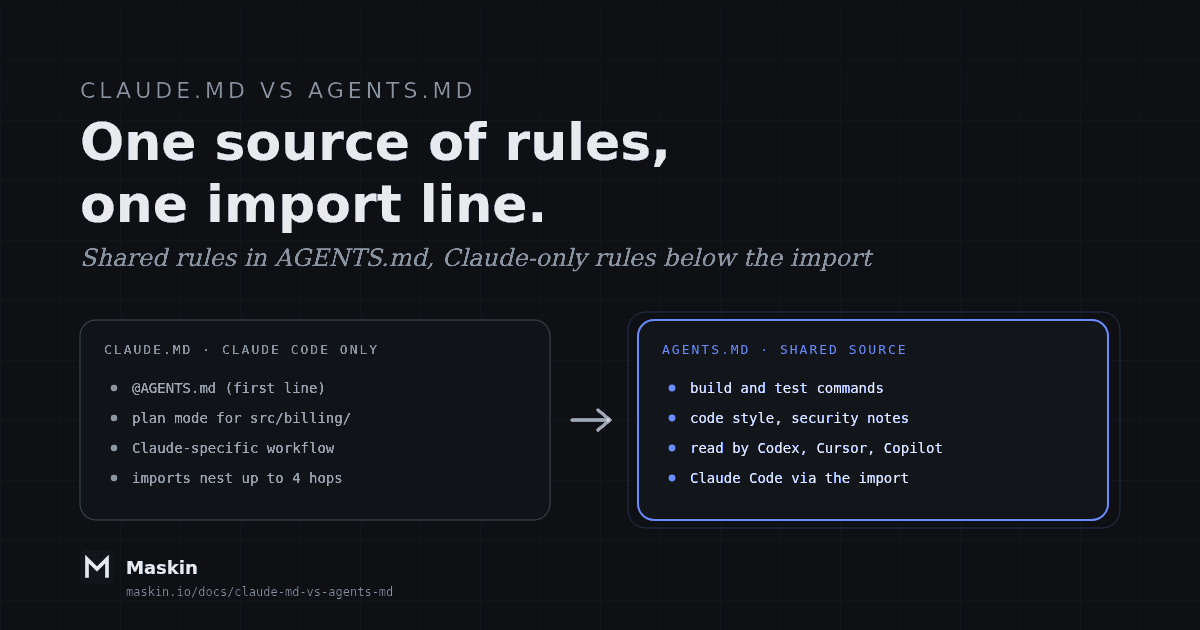 CLAUDE.MD VS AGENTS.MD
One source of rules,
one import line.
Shared rules in AGENTS.md, Claude-only rules below the import
CLAUDE.MD · CLAUDE CODE ONLY
@AGENTS.md (first line)
plan mode for src/billing/
Claude-specific workflow
imports nest up to 4 hops
AGENTS.MD · SHARED SOURCE
build and test commands
code style, security notes
read by Codex, Cursor, Copilot
Claude Code via the import
Maskin
maskin.io/docs/claude-md-vs-agents-md